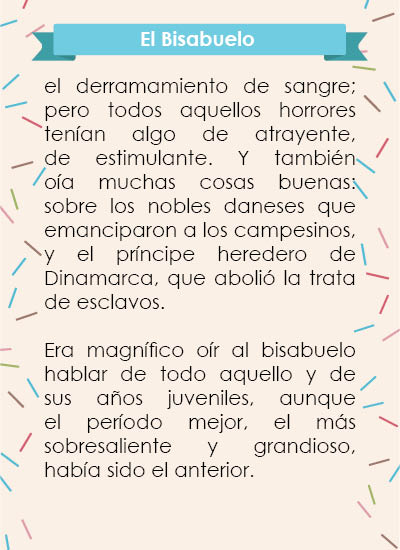 El Bisabuelo
el derramamiento de sangre;
pero todos aquellos horrores
tenían algo de atrayente,
de estimulante. Y también
oía muchas cosas buenas:
sobre los nobles daneses que
emanciparon a los campesinos,
y el príncipe heredero de
Dinamarca, que abolió la trata
de esclavos.
Era magnífico oír al bisabuelo
hablar de todo aquello y de
sus años juveniles, aunque
el período mejor, el más
sobresaliente y grandioso,
había sido el anterior.